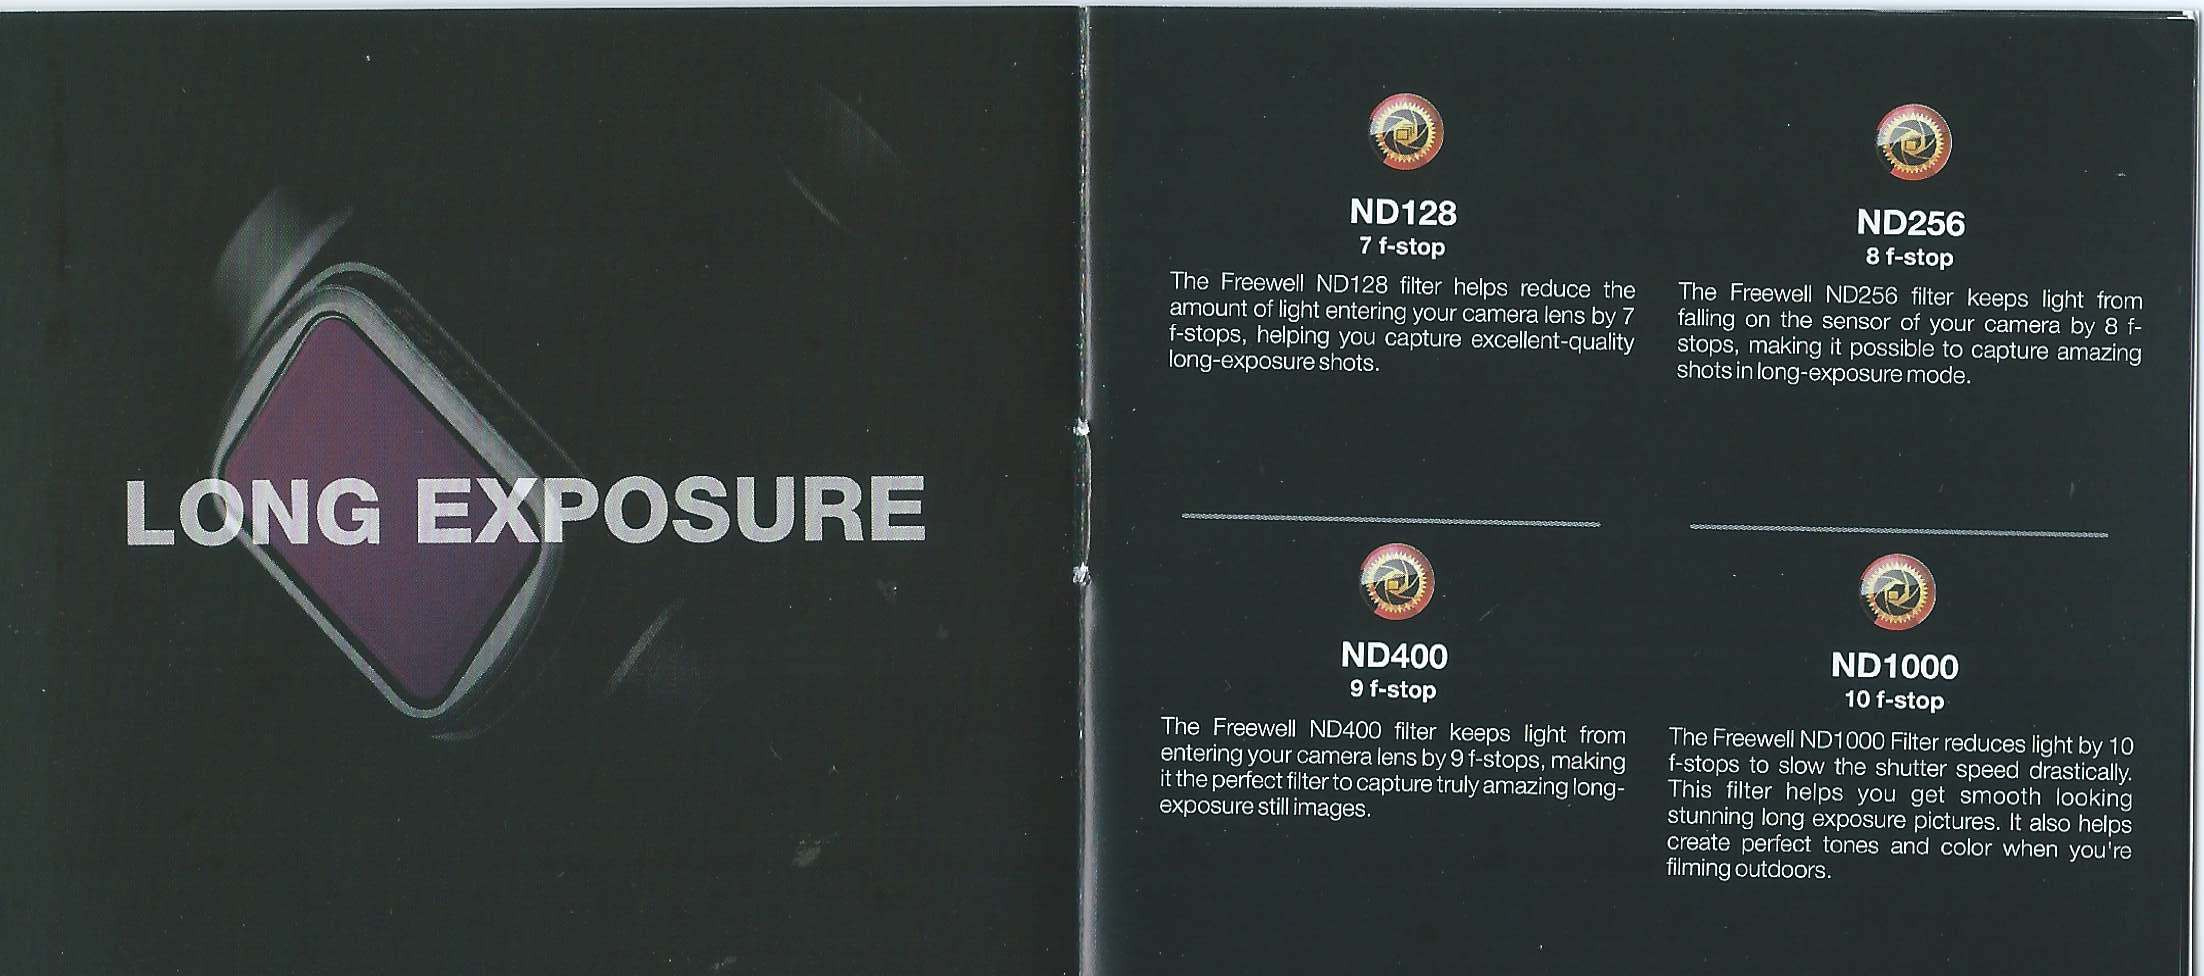 LONG EXPOSURE
ND128
7 f-stop
The Freewell ND128 filter helps reduce the
amount of light entering your camera lens by 7
f-stops, helping you capture excellent-quality
long-exposure shots.
ND256
8 f-stop
The Freewell ND256 filter keeps light from
falling on the sensor of your camera by 8 f-
stops, making it possible to capture amazing
shots in long-exposure mode.
ND400
9 f-stop
The Freewell ND400 filter keeps light from
entering your camera lens by 9 f-stops, making
it the perfect filter to capture truly amazing long-
exposure still images.
ND1000
10 f-stop
The Freewell ND1000 Filter reduces light by 10
f-stops to slow the shutter speed drastically.
This filter helps you get smooth looking
stunning long exposure pictures. It also helps
create perfect tones and color when you're
filming outdoors.